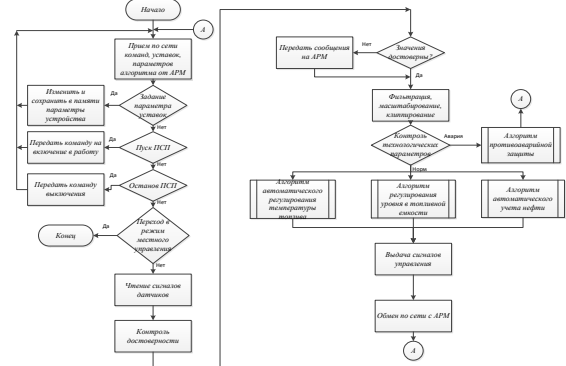 Начало
А
Прием по сети
команд, уставок,
параметров
алгоритма от АРМ
Задание
параметра
уставок
Да
Нет
Изменить и
сохранить в памяти
параметры
устройства
Пуск ПСП
Да
Нет
Передать команду на
включение в работу
Останов ПСП
Да
Нет
Передать команду
выключения
Переход в
режим
местного
управления
Да
Нет
Конец
Чтение сигналов
датчиков
Контроль
достоверности
Значения
достоверны?
Нет
Да
Передать сообщения
на АРМ
Фильтрация,
масштабирование,
клиппирование
Контроль
технологических
параметров
Авария
Норм
Алгоритм
противоаварийной
защиты
А
Алгоритм
автоматического
регулирования
температуры
топлива
Алгоритм
регулирования
уровня в топливной
емкости
Алгоритм
автоматического
учета нефти
Выдача сигналов
управления
Обмен по сети с АРМ
А